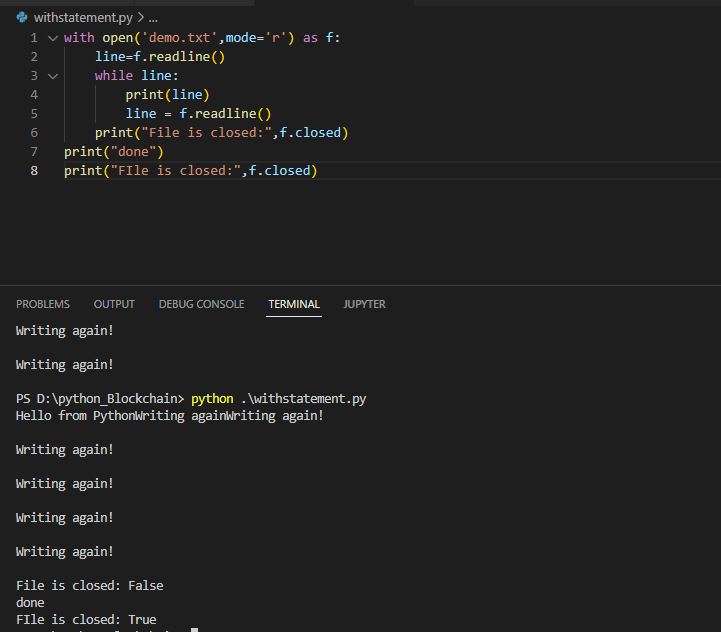 withstatement.py > ...
1 with open('demo.txt',mode='r') as f:
2     line=f.readline()
3     while line:
4         print(line)
5         line = f.readline()
6     print("File is closed:",f.closed)
7 print("done")
8 print("FIle is closed:",f.closed)
PROBLEMS OUTPUT DEBUG CONSOLE TERMINAL JUPYTER
Writing again!
Writing again!
PS D:\python_Blockchain> python .\withstatement.py
Hello from PythonWriting againWriting again!
Writing again!
Writing again!
Writing again!
Writing again!
File is closed: False
done
FIle is closed: True